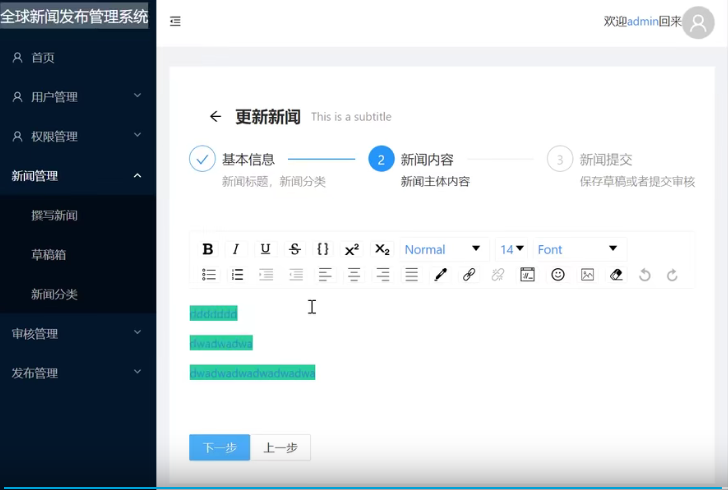 全球新闻发布管理系统
欢迎admin回来
首页
用户管理
权限管理
新闻管理
撰写新闻
草稿箱
新闻分类
审核管理
发布管理
更新新闻 This is a subtitle
基本信息
新闻标题，新闻分类
2 新闻内容
新闻主体内容
3 新闻提交
保存草稿或者提交审核
B I U S {} x² X₂ Normal 14 Font
ddddddd
dwadwadwa
dwadwadwadwadwadwa
下一步 上一步